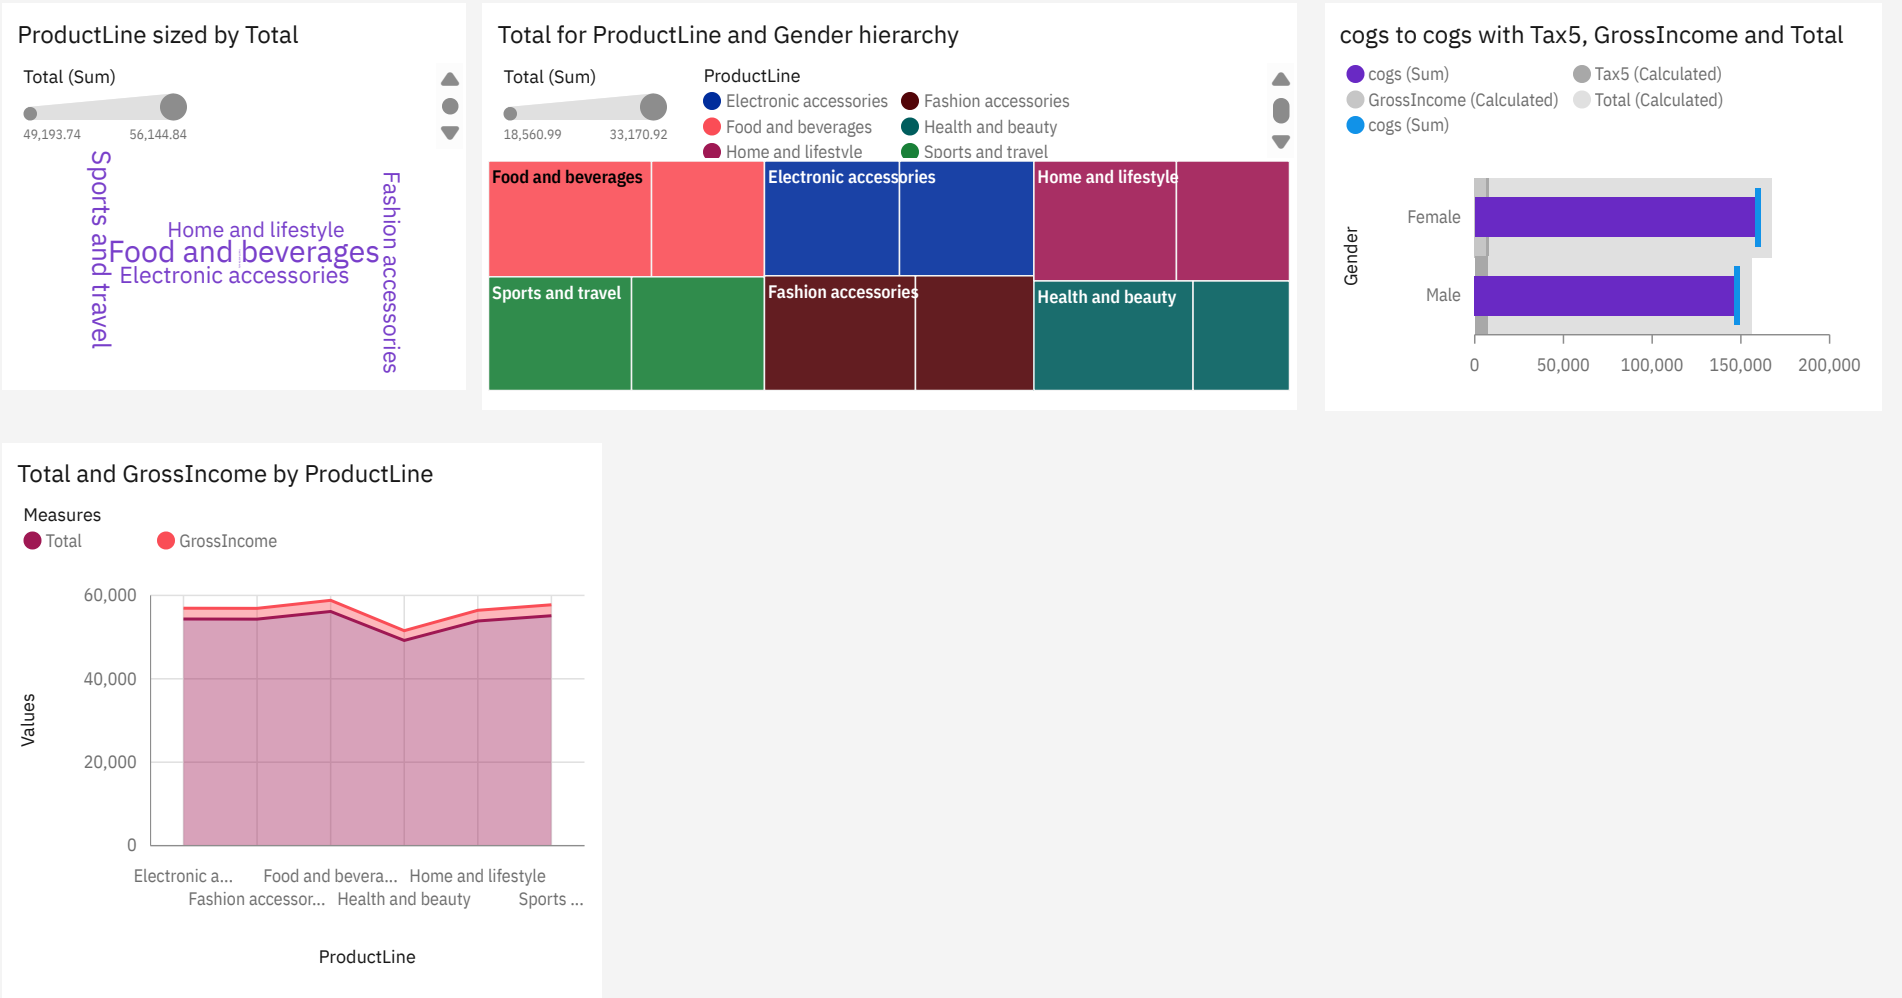 ProductLine sized by Total
Total (Sum)
49,193.74 56,144.84
Sports and travel
Home and lifestyle
Food and beverages
Electronic accessories
Fashion accessories
Total for ProductLine and Gender hierarchy
Total (Sum)
18,560.99 33,170.92
ProductLine
Electronic accessories Fashion accessories
Food and beverages Health and beauty
Home and lifestyle Sports and travel
Food and beverages Electronic accessories Home and lifestyle
Sports and travel Fashion accessories Health and beauty
cogs to cogs with Tax5, GrossIncome and Total
cogs (Sum) Tax5 (Calculated)
GrossIncome (Calculated) Total (Calculated)
cogs (Sum)
Gender
Female
Male
0 50,000 100,000 150,000 200,000
Total and GrossIncome by ProductLine
Measures
Total GrossIncome
Values
60,000
40,000
20,000
0
Electronic a... Food and bevera... Home and lifestyle
Fashion accessor... Health and beauty Sports ...
ProductLine